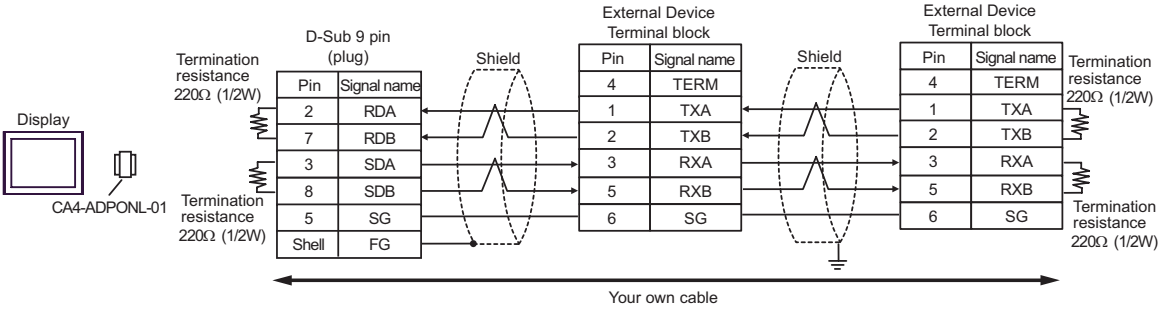 Display
CA4-ADPONL-01
Termination
resistance
220Ω (1/2W)
Termination
resistance
220Ω (1/2W)
D-Sub 9 pin
(plug)
Pin Signal name
2 RDA
7 RDB
3 SDA
8 SDB
5 SG
Shell FG
Shield
External Device
Terminal block
Pin Signal name
4 TERM
1 TXA
2 TXB
3 RXA
5 RXB
6 SG
Shield
External Device
Terminal block
Pin Signal name
4 TERM
1 TXA
2 TXB
3 RXA
5 RXB
6 SG
Termination
resistance
220Ω (1/2W)
Termination
resistance
220Ω (1/2W)
Your own cable